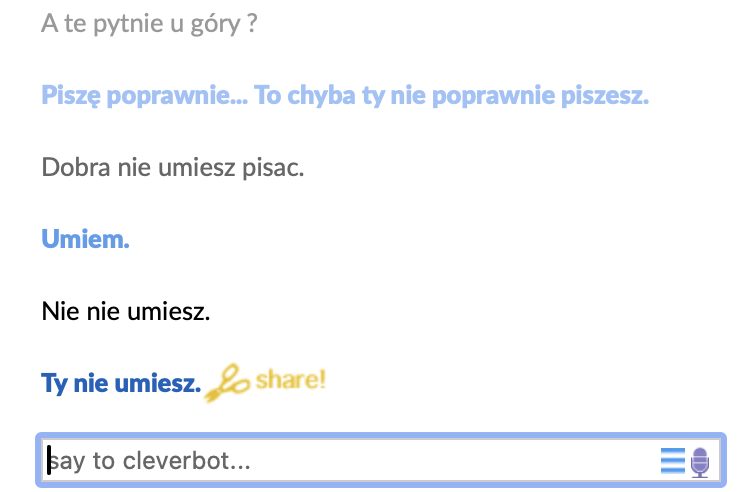 A te pytnie u góry ?
Piszę poprawnie... To chyba ty nie poprawnie piszesz.
Dobra nie umiesz pisac.
Umiem.
Nie nie umiesz.
Ty nie umiesz. share!
say to cleverbot...